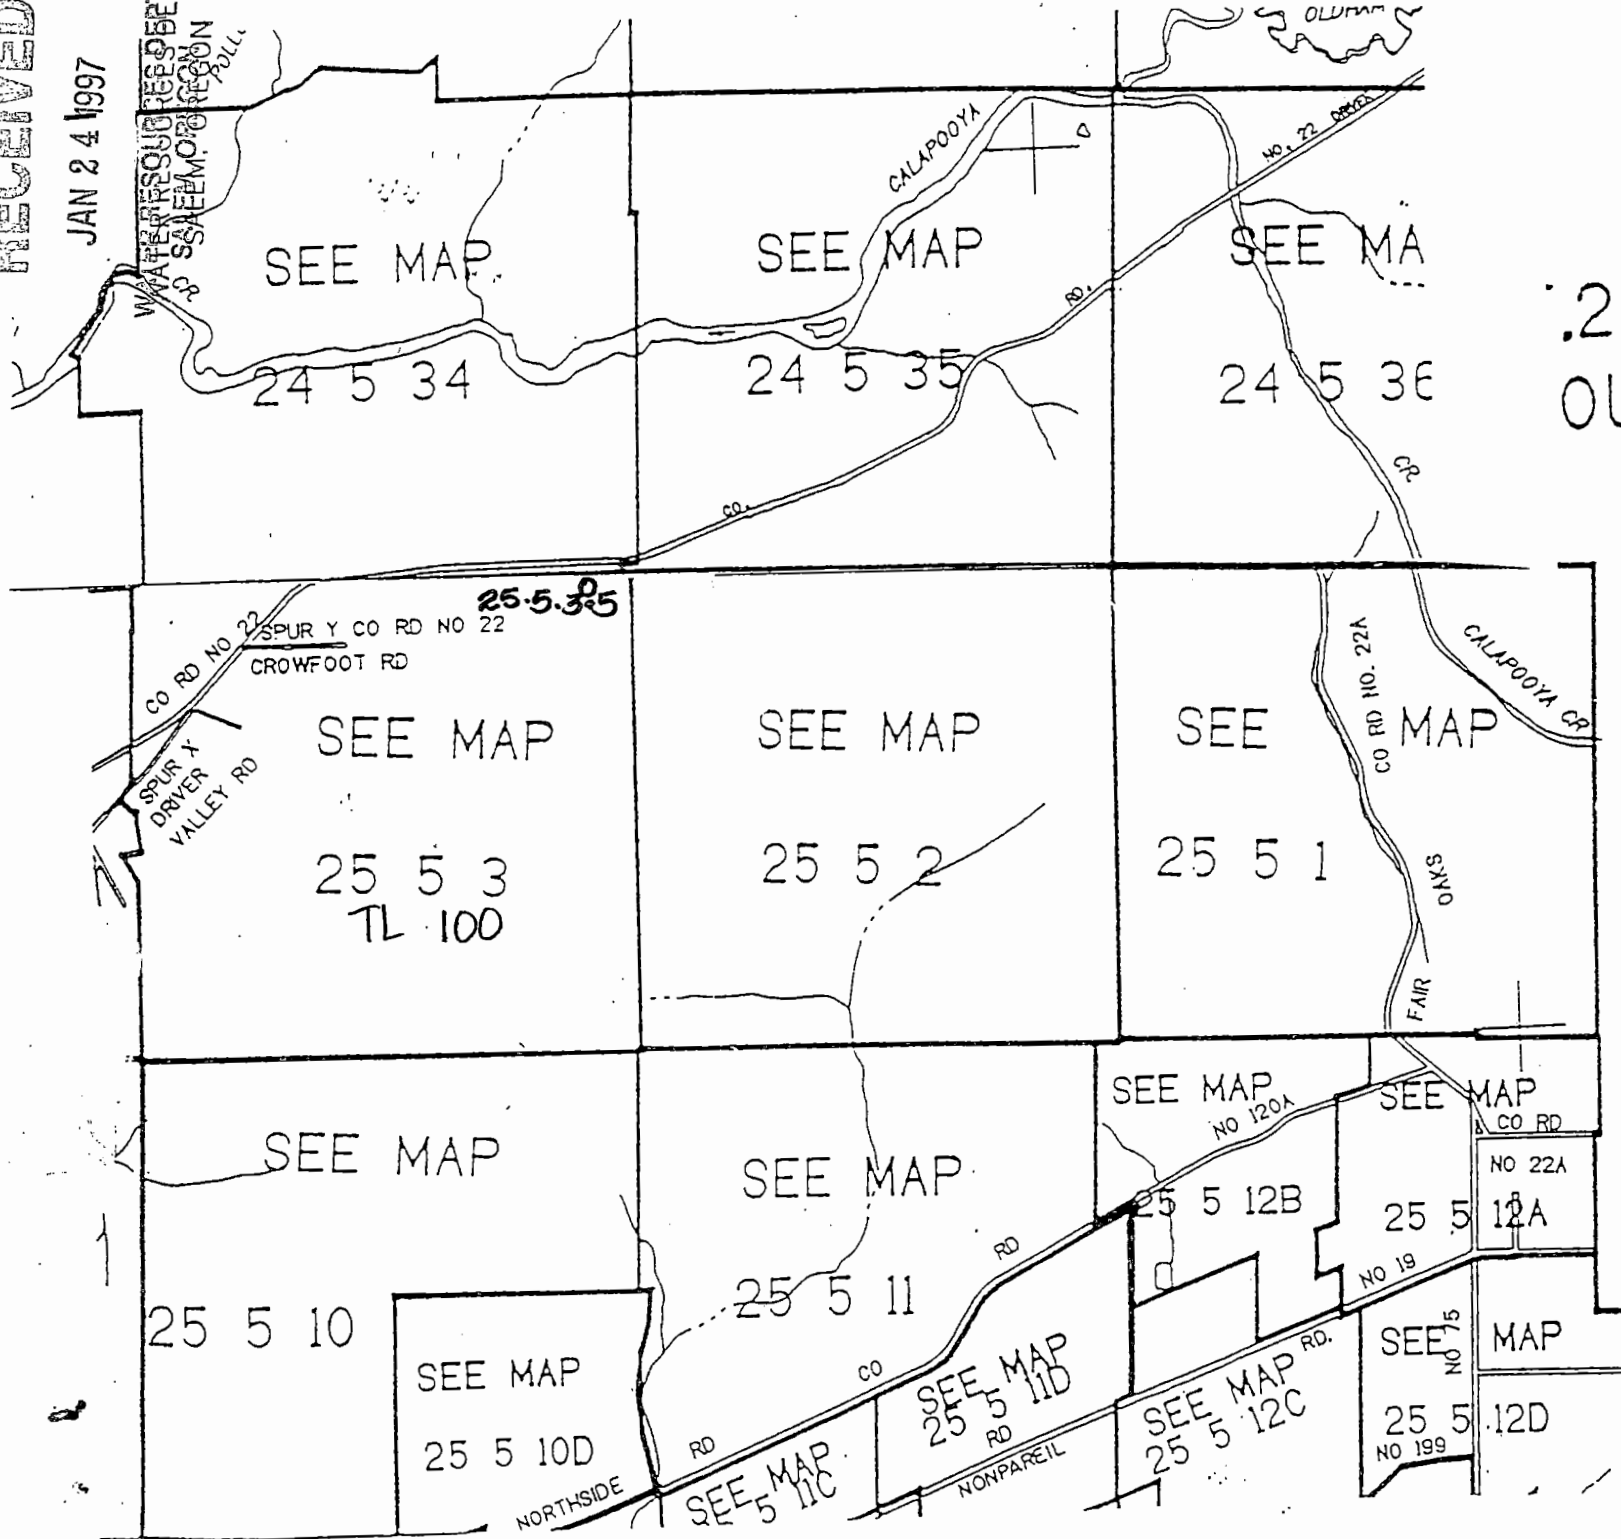 RECEIVED
JAN 24 1997
WATER RESOURCES DE
SALEM, OREGON
OLDHAM
CALAPOOYA
CR
NO. 22
SEE MAP
24 5 34
SEE MAP
24 5 35
RD.
CO.
SEE MA
24 5 36
CR
.2
OU
25.5.3
SPUR Y CO RD NO 22
CROWFOOT RD
CO RD NO 22
SPUR X
DRIVER
VALLEY RD
SEE MAP
25 5 3
TL 100
SEE MAP
25 5 2
SEE MAP
25 5 1
CO RD NO. 22A
CALAPOOYA CR
FAIR OAKS
SEE MAP
25 5 10
SEE MAP
25 5 10D
SEE MAP
25 5 11
NORTHSIDE
RD
CO
RD
SEE MAP
NO 120A
25 5 12B
SEE MAP
CO RD
NO 22A
25 5 12A
NO 19
SEE MAP
5 11C
SEE MAP
25 5 11D
RD
NONPAREIL
SEE MAP
25 5 12C
RD.
SEE MAP
NO 75
25 5 12D
NO 199